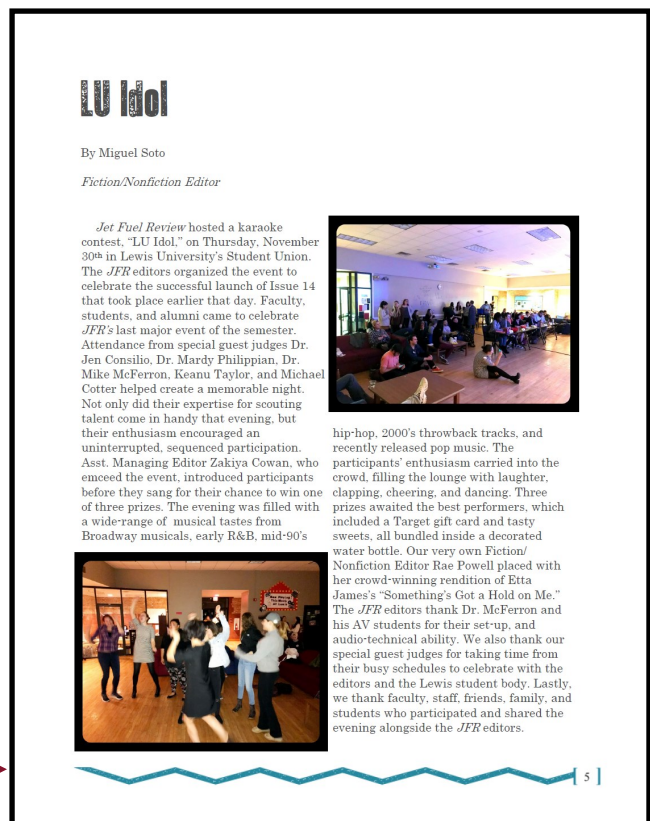 LU Idol
By Miguel Soto
Fiction/Nonfiction Editor
Jet Fuel Review hosted a karaoke
contest, “LU Idol,” on Thursday, November
30th in Lewis University’s Student Union.
The JFR editors organized the event to
celebrate the successful launch of Issue 14
that took place earlier that day. Faculty,
students, and alumni came to celebrate
JFR’s last major event of the semester.
Attendance from special guest judges Dr.
Jen Consilio, Dr. Mardy Philippian, Dr.
Mike McFerron, Keanu Taylor, and Michael
Cotter helped create a memorable night.
Not only did their expertise for scouting
talent come in handy that evening, but
their enthusiasm encouraged an
uninterrupted, sequenced participation.
Asst. Managing Editor Zakiya Cowan, who
emceed the event, introduced participants
before they sang for their chance to win one
of three prizes. The evening was filled with
a wide-range of musical tastes from
Broadway musicals, early R&B, mid-90’s
hip-hop, 2000’s throwback tracks, and
recently released pop music. The
participants’ enthusiasm carried into the
crowd, filling the lounge with laughter,
clapping, cheering, and dancing. Three
prizes awaited the best performers, which
included a Target gift card and tasty
sweets, all bundled inside a decorated
water bottle. Our very own Fiction/
Nonfiction Editor Rae Powell placed with
her crowd-winning rendition of Etta
James’s “Something’s Got a Hold on Me.”
The JFR editors thank Dr. McFerron and
his AV students for their set-up, and
audio-technical ability. We also thank our
special guest judges for taking time from
their busy schedules to celebrate with the
editors and the Lewis student body. Lastly,
we thank faculty, staff, friends, family, and
students who participated and shared the
evening alongside the JFR editors.
[ 5 ]